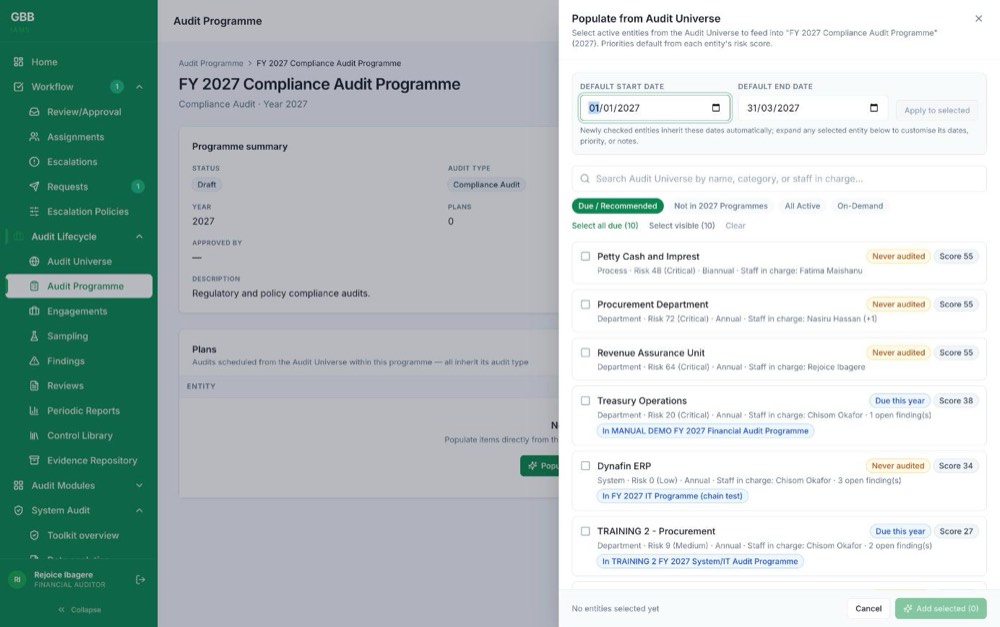 GBB
Home
Workflow 1
Review/Approval
Assignments
Escalations
Requests 1
Escalation Policies
Audit Lifecycle
Audit Universe
Audit Programme
Engagements
Sampling
Findings
Reviews
Periodic Reports
Control Library
Evidence Repository
Audit Modules
System Audit
Toolkit overview
RI
Rejoice Ibagere
FINANCIAL AUDITOR
Collapse
Audit Programme
Audit Programme > FY 2027 Compliance Audit Programme
FY 2027 Compliance Audit Programme
Compliance Audit · Year 2027
Programme summary
STATUS
Draft
AUDIT TYPE
Compliance Audit
YEAR
2027
PLANS
0
APPROVED BY
—
DESCRIPTION
Regulatory and policy compliance audits.
Plans
Audits scheduled from the Audit Universe within this programme — all inherit its audit type
ENTITY
Populate items directly from th
Populate from Audit Universe
Select active entities from the Audit Universe to feed into "FY 2027 Compliance Audit Programme"
(2027). Priorities default from each entity's risk score.
DEFAULT START DATE
01/01/2027
DEFAULT END DATE
31/03/2027
Apply to selected
Newly checked entities inherit these dates automatically; expand any selected entity below to customise its dates,
priority, or notes.
Search Audit Universe by name, category, or staff in charge...
Due / Recommended Not in 2027 Programmes All Active On-Demand
Select all due (10) Select visible (10) Clear
Petty Cash and Imprest Never audited Score 55
Process · Risk 48 (Critical) · Biannual · Staff in charge: Fatima Maishanu
Procurement Department Never audited Score 55
Department · Risk 72 (Critical) · Annual · Staff in charge: Nasiru Hassan (+1)
Revenue Assurance Unit Never audited Score 55
Department · Risk 64 (Critical) · Annual · Staff in charge: Rejoice Ibagere
Treasury Operations Due this year Score 38
Department · Risk 20 (Critical) · Annual · Staff in charge: Chisom Okafor · 1 open finding(s)
In MANUAL DEMO FY 2027 Financial Audit Programme
Dynafin ERP Never audited Score 34
System · Risk 0 (Low) · Annual · Staff in charge: Chisom Okafor · 3 open finding(s)
In FY 2027 IT Programme (chain test)
TRAINING 2 - Procurement Due this year Score 27
Department · Risk 9 (Medium) · Annual · Staff in charge: Chisom Okafor · 2 open finding(s)
In TRAINING 2 FY 2027 System/IT Audit Programme
No entities selected yet
Cancel
Add selected (0)